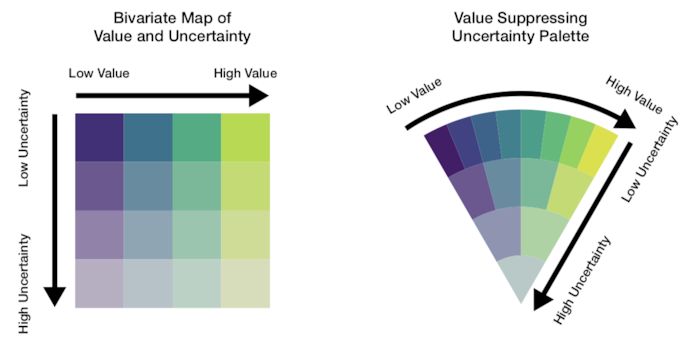 Bivariate Map of
Value and Uncertainty
Low Value
High Value
Low Uncertainty
High Uncertainty
Value Suppressing
Uncertainty Palette
Low Value
High Value
Low Uncertainty
High Uncertainty